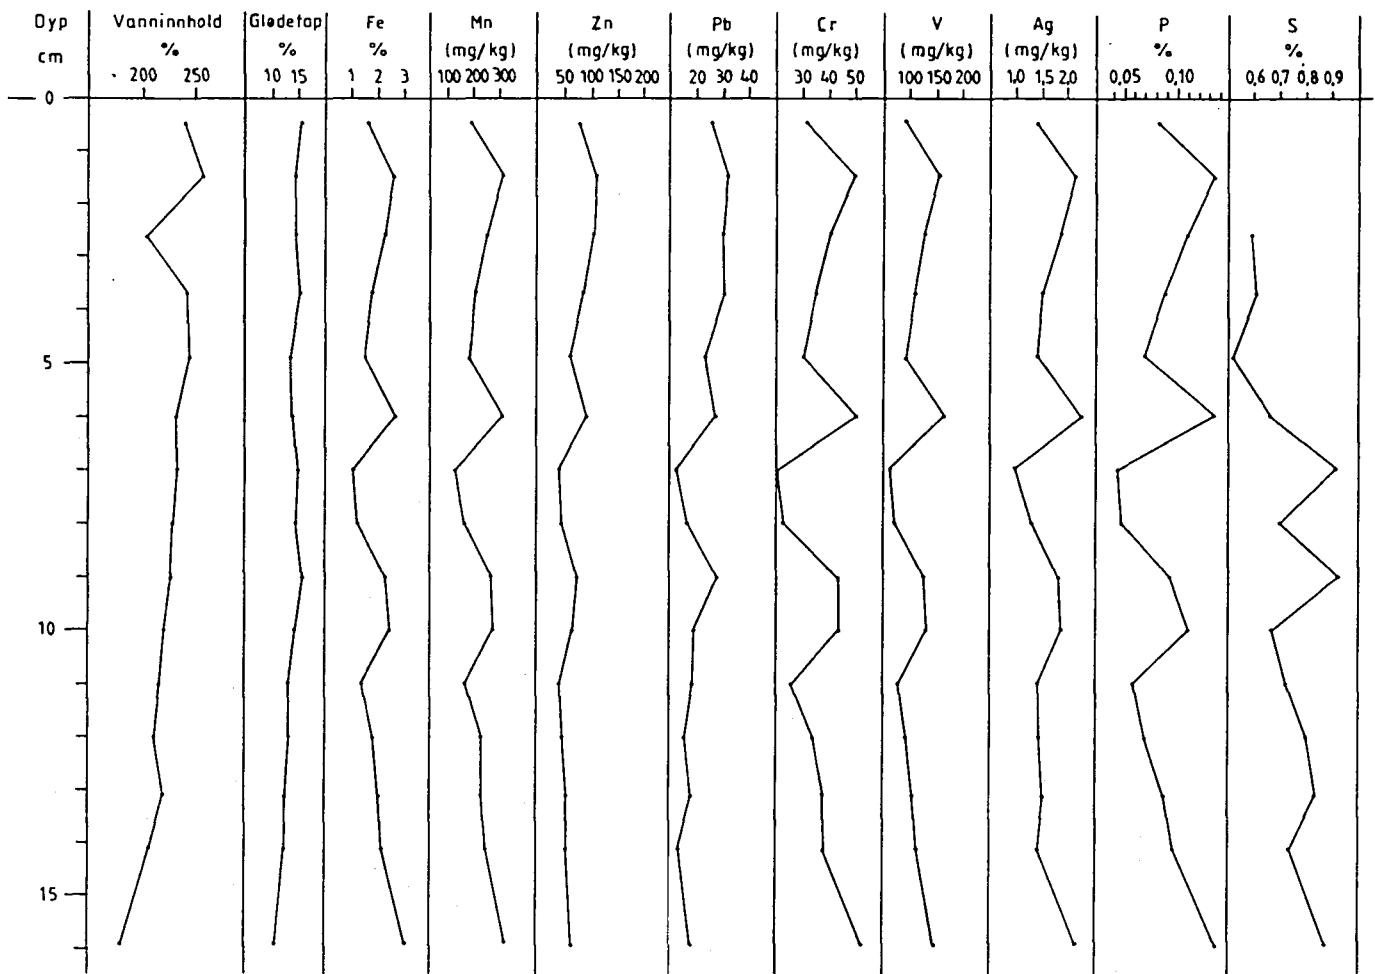 Dyp Vanninnhold Glødetap Fe Mn Zn Pb Cr V Ag P S
cm % % % (mg/kg) (mg/kg) (mg/kg) (mg/kg) (mg/kg) (mg/kg) % %
200 250 10 15 1 2 3 100 200 300 50 100 150 200 20 30 40 30 40 50 100 150 200 1,0 1,5 2,0 0,05 0,10 0,6 0,7 0,8 0,9
0
5
10
15